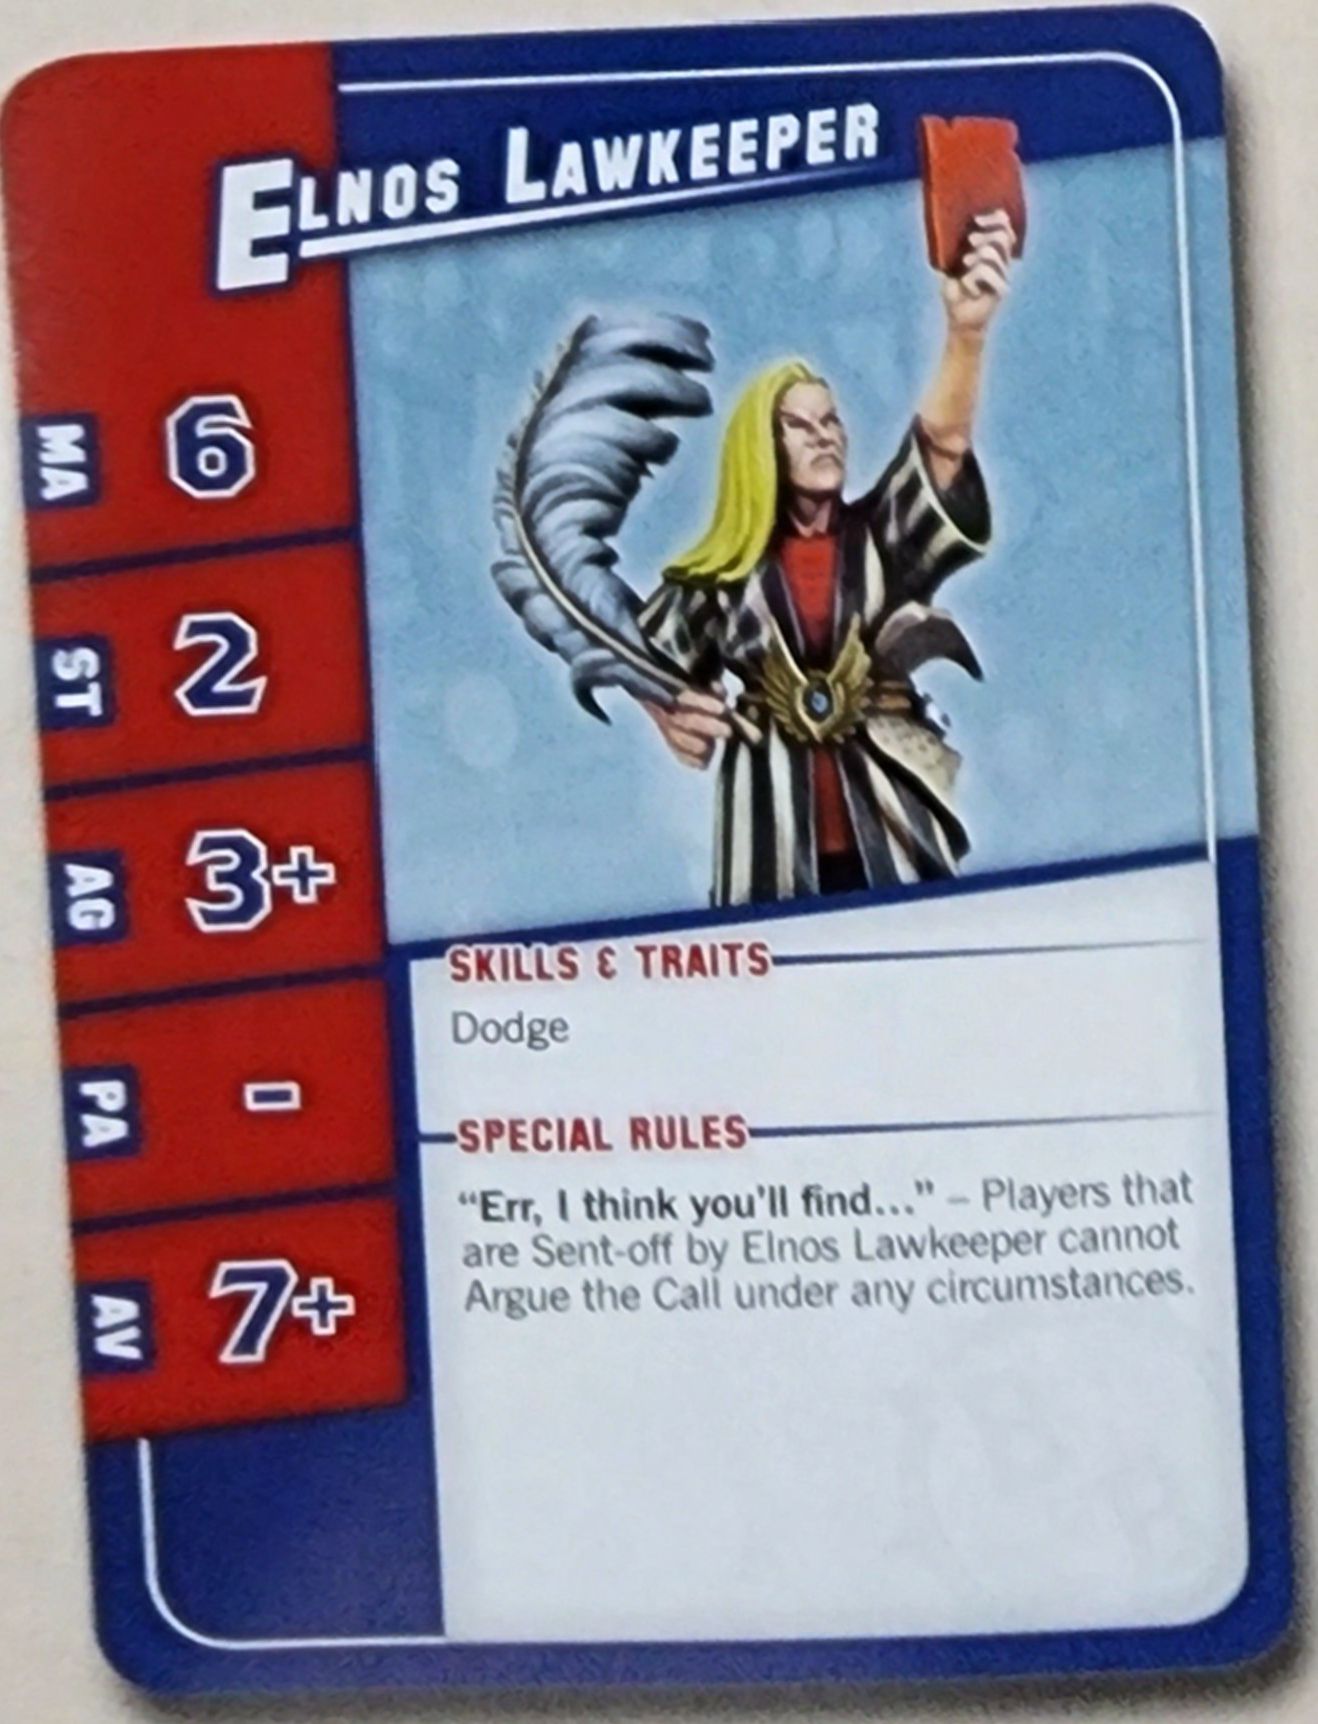 Elnos Lawkeeper
MA 6
ST 2
AG 3+
PA -
AV 7+
SKILLS & TRAITS
Dodge
SPECIAL RULES
“Err, I think you’ll find...” – Players that
are Sent-off by Elnos Lawkeeper cannot
Argue the Call under any circumstances.